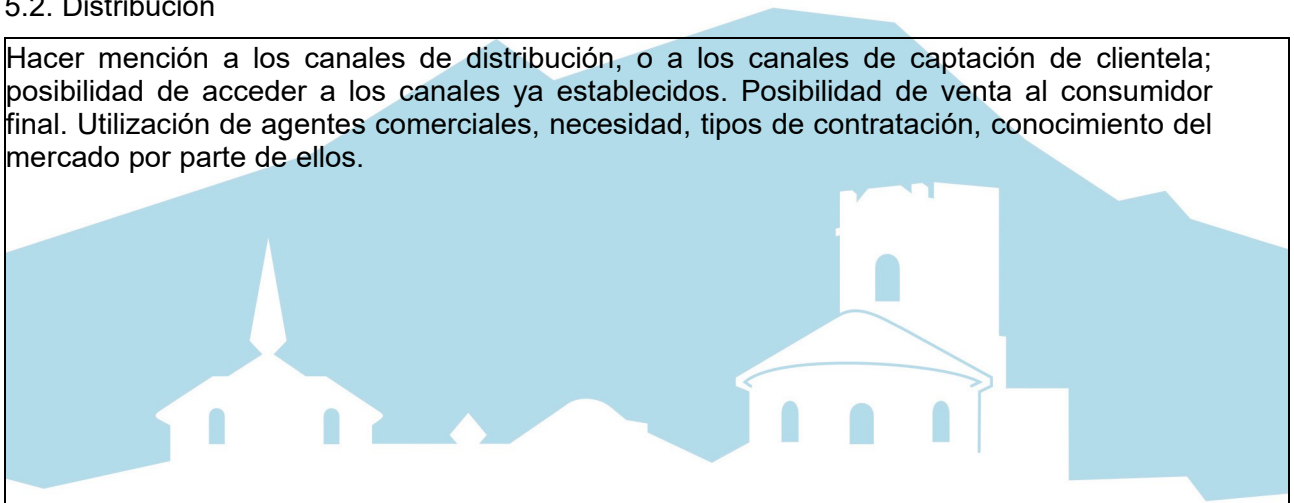 5.2. Distribución
Hacer mención a los canales de distribución, o a los canales de captación de clientela;
posibilidad de acceder a los canales ya establecidos. Posibilidad de venta al consumidor
final. Utilización de agentes comerciales, necesidad, tipos de contratación, conocimiento del
mercado por parte de ellos.